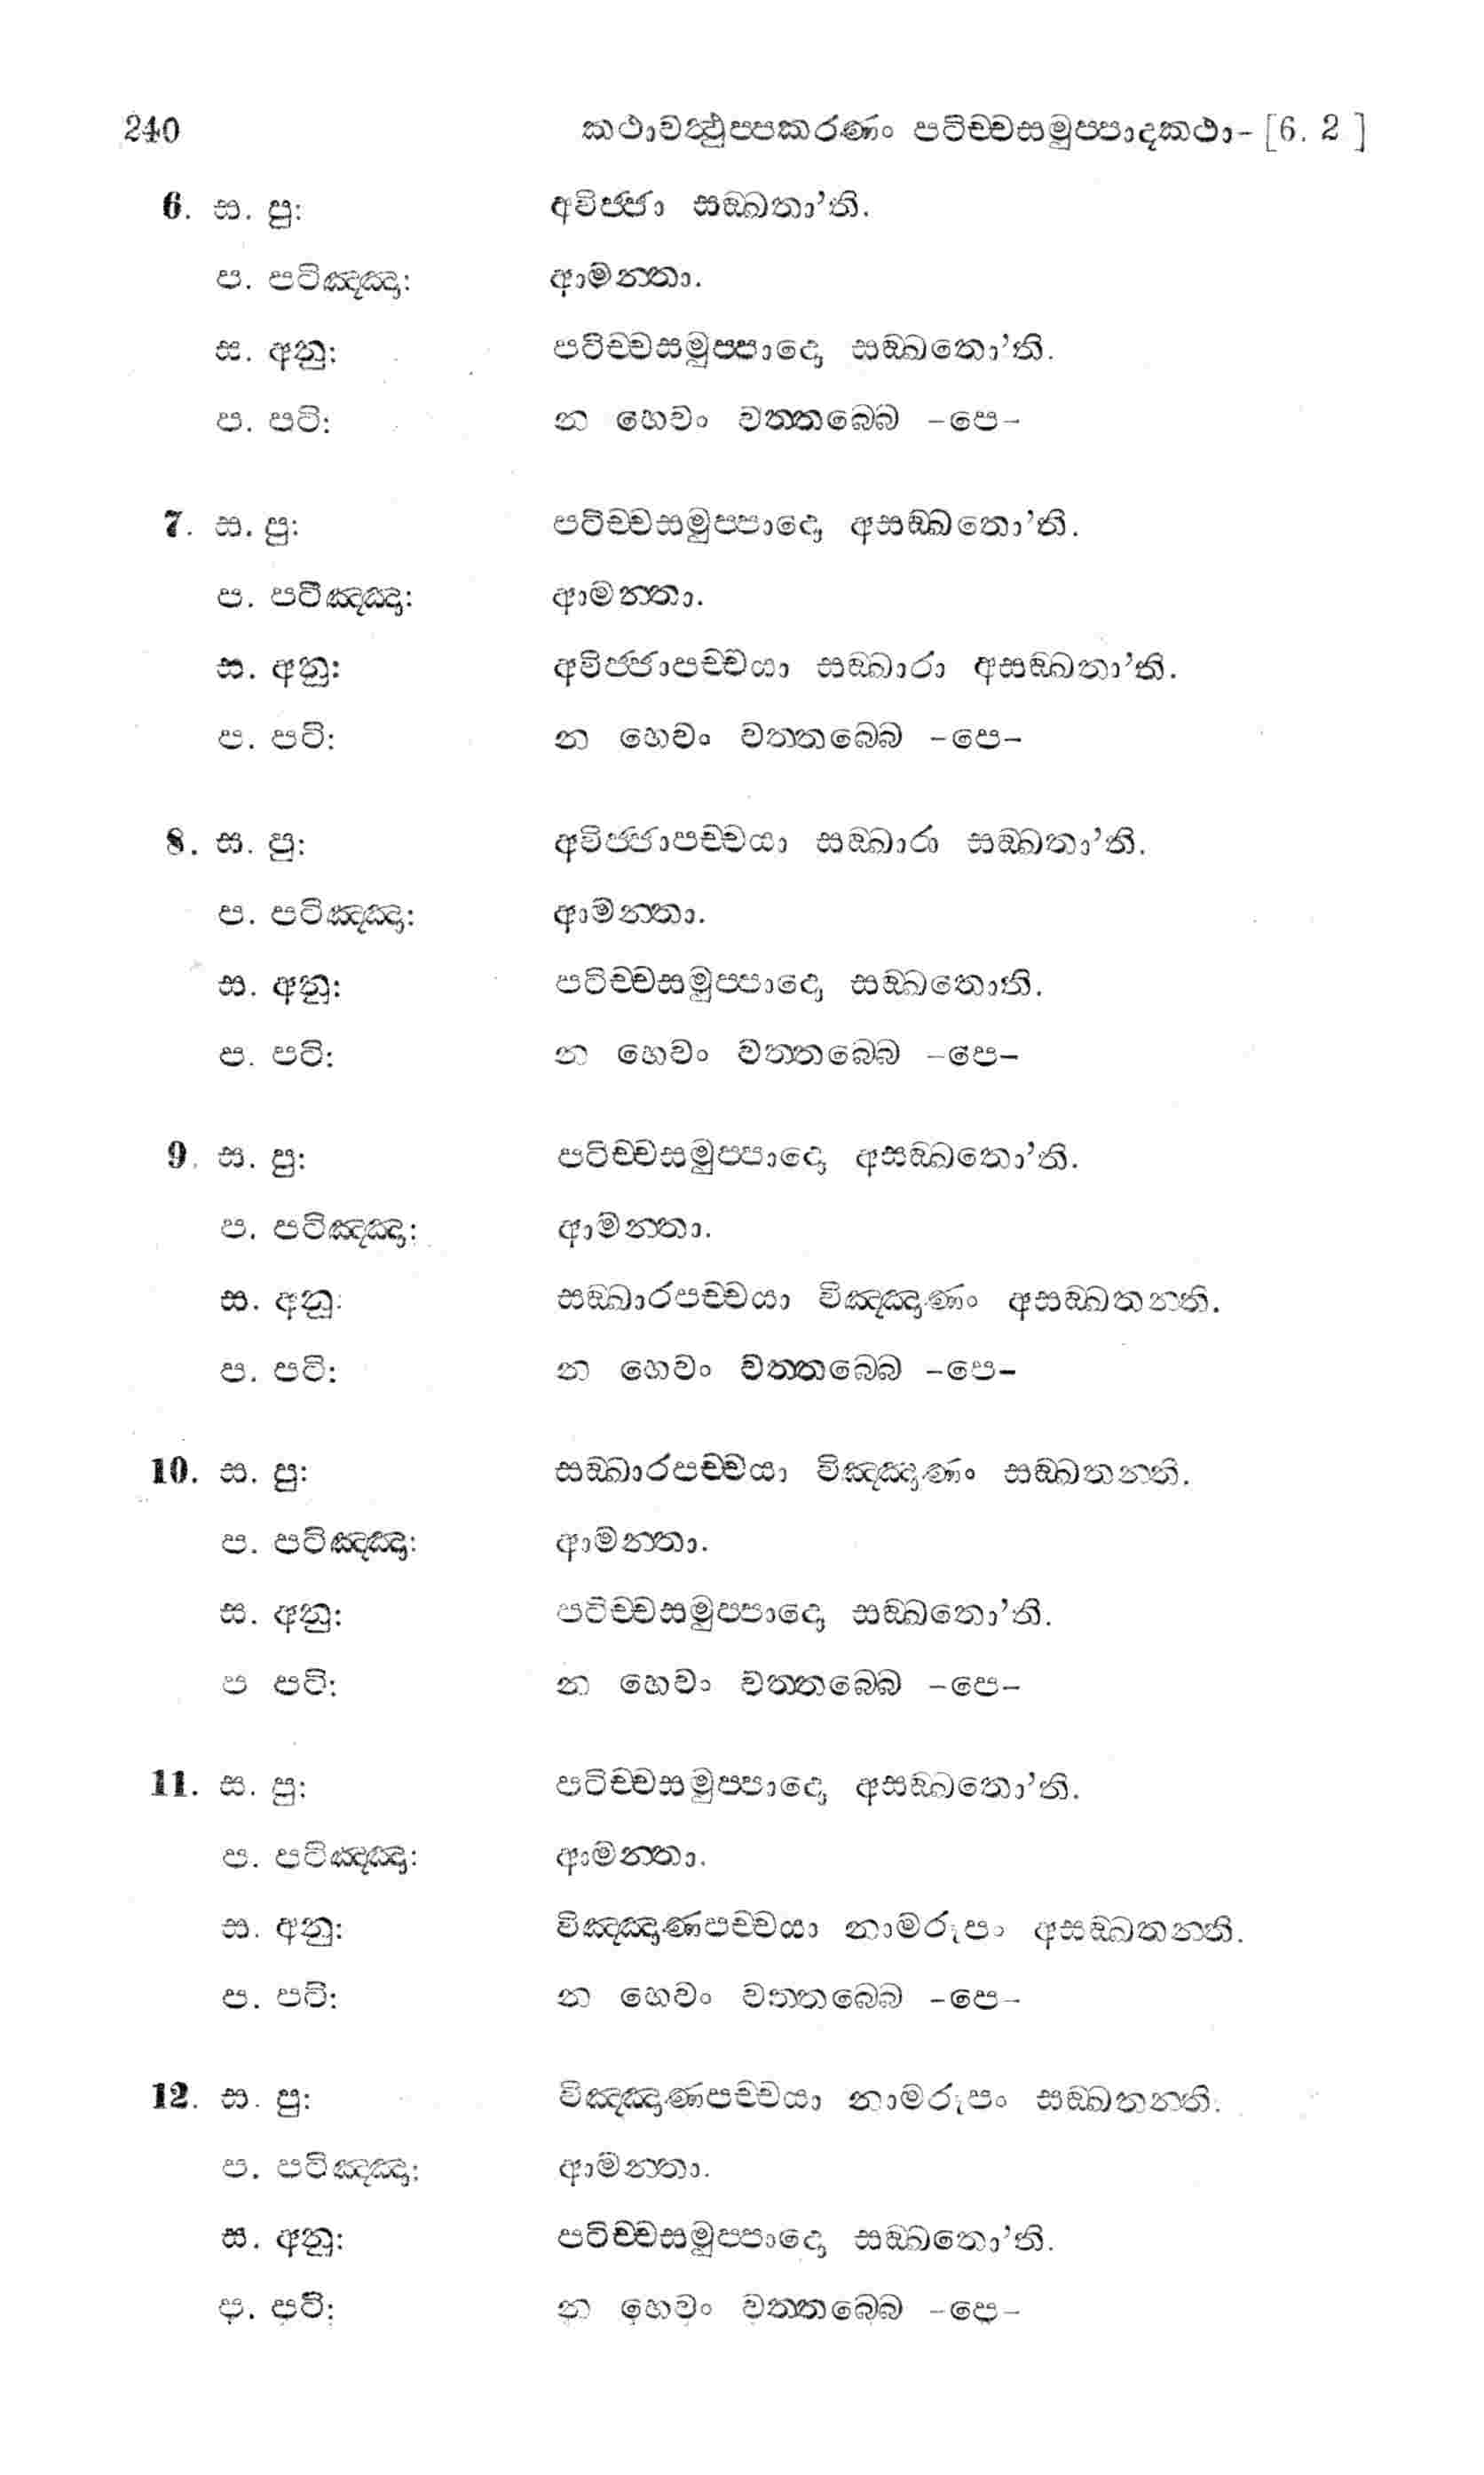 240 කථාවත්‍ථුප්පකරණං පටිච්චසමුප්පාදකථා- [6. 2 ]
6. ස. පු: අවිජ්ජා සඞ්ඛතා’ති.
ප. පටිඤ්ඤා: ආමන්තා.
ස. අනු: පටිච්චසමුප්පාදො සඞ්ඛතො’ති.
ප. පටි: න හෙවං වත්තබ්බෙ -පෙ-
7. ස. පු: පටිච්චසමුප්පාදො අසඞ්ඛතො’ති.
ප. පටිඤ්ඤා: ආමන්තා.
ස. අනු: අවිජ්ජාපච්චයා සඞ්ඛාරා අසඞ්ඛතා’ති.
ප. පටි: න හෙවං වත්තබ්බෙ -පෙ-
8. ස. පු: අවිජ්ජාපච්චයා සඞ්ඛාරා සඞ්ඛතා’ති.
ප. පටිඤ්ඤා: ආමන්තා.
ස. අනු: පටිච්චසමුප්පාදො සඞ්ඛතොති.
ප. පටි: න හෙවං වත්තබ්බෙ -පෙ-
9. ස. පු: පටිච්චසමුප්පාදො අසඞ්ඛතො’ති.
ප. පටිඤ්ඤා: ආමන්තා.
ස. අනු: සඞ්ඛාරපච්චයා විඤ්ඤාණං අසඞ්ඛතන්ති.
ප. පටි: න හෙවං වත්තබ්බෙ -පෙ-
10. ස. පු: සඞ්ඛාරපච්චයා විඤ්ඤාණං සඞ්ඛතන්ති.
ප. පටිඤ්ඤා: ආමන්තා.
ස. අනු: පටිච්චසමුප්පාදො සඞ්ඛතො’ති.
ප පටි: න හෙවං වත්තබ්බෙ -පෙ-
11. ස. පු: පටිච්චසමුප්පාදො අසඞ්ඛතො’ති.
ප. පටිඤ්ඤා: ආමන්තා.
ස. අනු: විඤ්ඤාණපච්චයා නාමරූපං අසඞ්ඛතන්ති.
ප. පටි: න හෙවං වත්තබ්බෙ -පෙ-
12. ස. පු: විඤ්ඤාණපච්චයා නාමරූපං සඞ්ඛතන්ති.
ප. පටිඤ්ඤා: ආමන්තා.
ස. අනු: පටිච්චසමුප්පාදො සඞ්ඛතො’ති.
ප. පටි: න හෙවං වත්තබ්බෙ -පෙ-